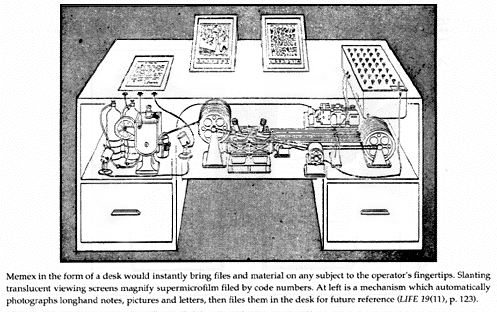 Memex in the form of a desk would instantly bring files and material on any subject to the operator's fingertips. Slanting
translucent viewing screens magnify supermicrofilm filed by code numbers. At left is a mechanism which automatically
photographs longhand notes, pictures and letters, then files them in the desk for future reference (LIFE 19(11), p. 123).